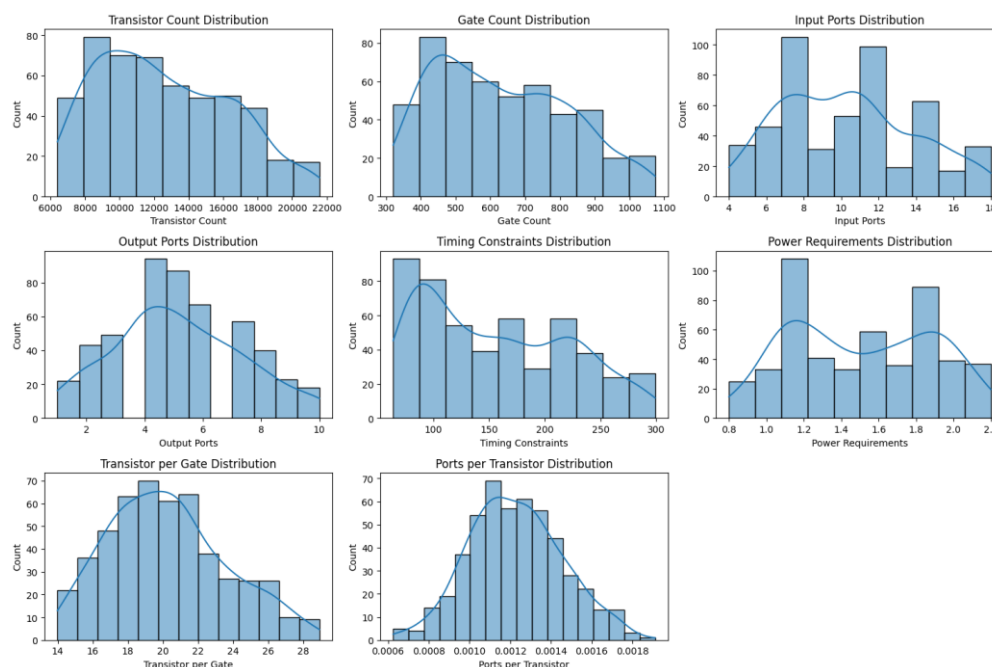 Transistor Count Distribution
80
60
40
20
0
Count
6000 8000 10000 12000 14000 16000 18000 20000 22000
Transistor Count
Gate Count Distribution
80
60
40
20
0
Count
300 400 500 600 700 800 900 1000 1100
Gate Count
Input Ports Distribution
100
80
60
40
20
0
Count
4 6 8 10 12 14 16 18
Input Ports
Output Ports Distribution
80
60
40
20
0
Count
2 4 6 8 10
Output Ports
Timing Constraints Distribution
80
60
40
20
0
Count
100 150 200 250 300
Timing Constraints
Power Requirements Distribution
100
80
60
40
20
0
Count
0.8 1.0 1.2 1.4 1.6 1.8 2.0
Power Requirements
Transistor per Gate Distribution
70
60
50
40
30
20
10
0
Count
14 16 18 20 22 24 26 28
Transistor per Gate
Ports per Transistor Distribution
70
60
50
40
30
20
10
0
Count
0.0006 0.0009 0.0012 0.0014 0.0016 0.0018
Ports per Transistor